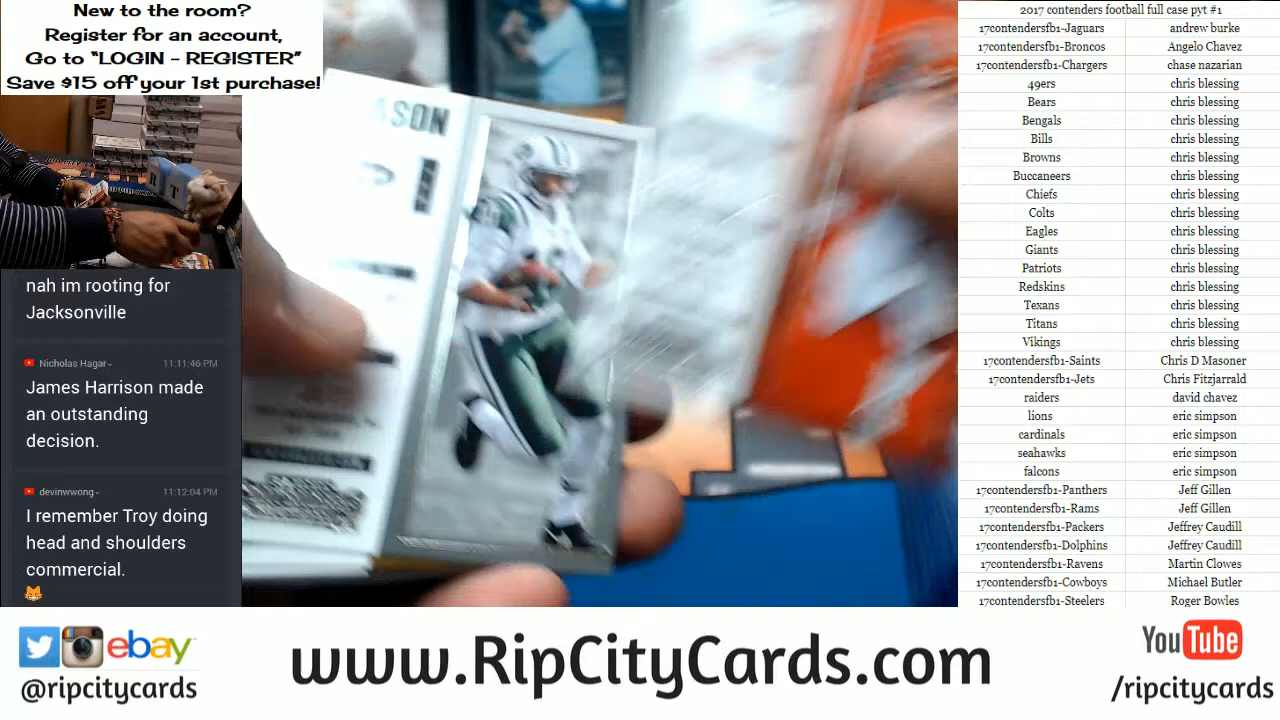 New to the room?
Register for an account,
Go to “LOGIN - REGISTER”
Save $15 off your 1st purchase!
ASON
nah im rooting for
Jacksonville
Nicholas Hagar
11:11:46 PM
James Harrison made
an outstanding
decision.
devinwwong
11:12:04 PM
I remember Troy doing
head and shoulders
commercial.
2017 contenders football full case pyt #1
17contendersfb1-Jaguars andrew burke
17contendersfb1-Broncos Angelo Chavez
17contendersfb1-Chargers chase nazarian
49ers chris blessing
Bears chris blessing
Bengals chris blessing
Bills chris blessing
Browns chris blessing
Buccaneers chris blessing
Chiefs chris blessing
Colts chris blessing
Eagles chris blessing
Giants chris blessing
Patriots chris blessing
Redskins chris blessing
Texans chris blessing
Titans chris blessing
Vikings chris blessing
17contendersfb1-Saints Chris D Masoner
17contendersfb1-Jets Chris Fitzjarrald
raiders david chavez
lions eric simpson
cardinals eric simpson
seahawks eric simpson
falcons eric simpson
17contendersfb1-Panthers Jeff Gillen
17contendersfb1-Rams Jeff Gillen
17contendersfb1-Packers Jeffrey Caudill
17contendersfb1-Dolphins Jeffrey Caudill
17contendersfb1-Ravens Martin Clowes
17contendersfb1-Cowboys Michael Butler
17contendersfb1-Steelers Roger Bowles
ebay
@ripcitycards
www.RipCityCards.com
YouTube
/ripcitycards